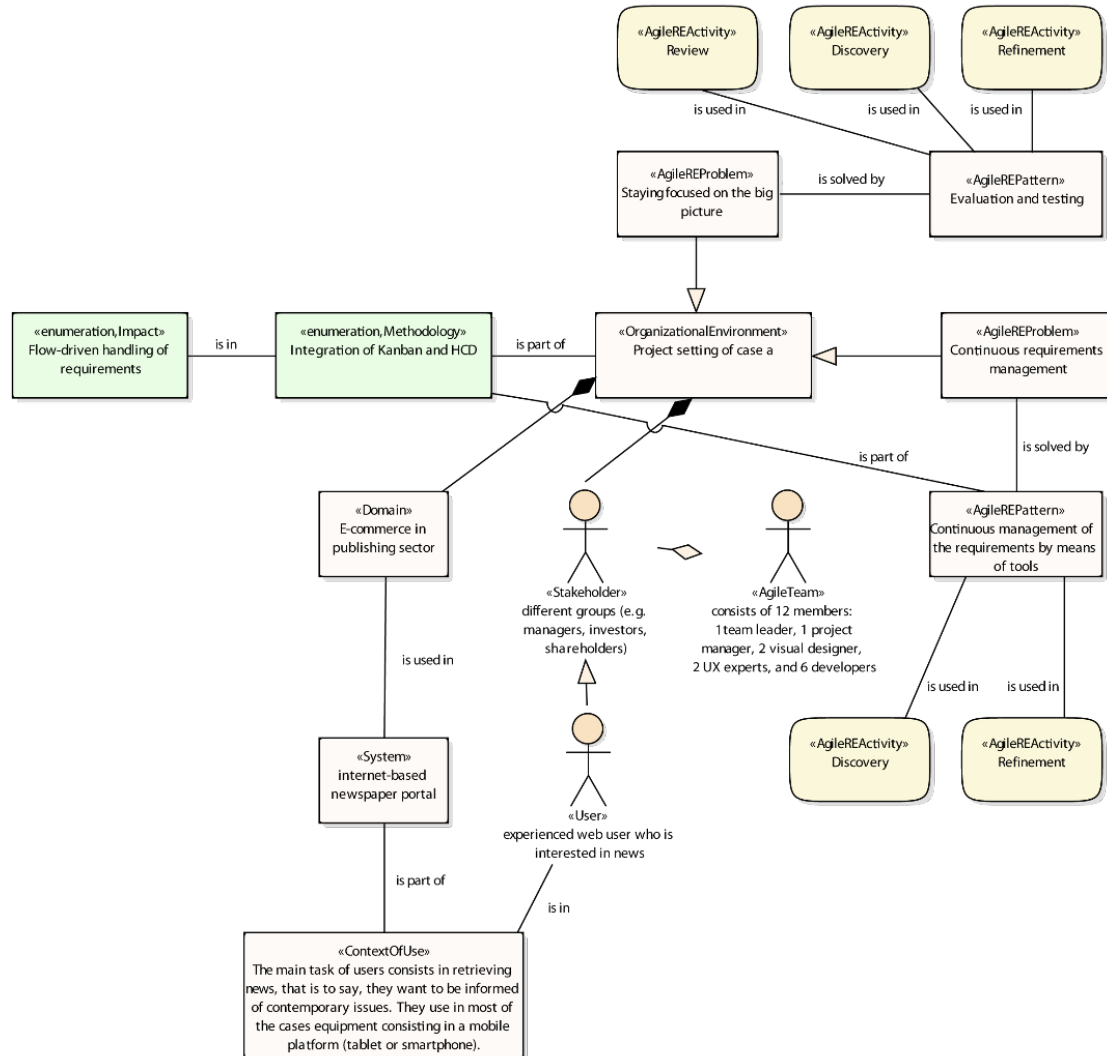 «AgileREActivity»
Review
«AgileREActivity»
Discovery
«AgileREActivity»
Refinement
is used in
is used in
is used in
«AgileREProblem»
Staying focused on the big
picture
is solved by
«AgileREPattern»
Evaluation and testing
«enumeration,Impact»
Flow-driven handling of
requirements
is in
«enumeration,Methodology»
Integration of Kanban and HCD
is part of
«OrganizationalEnvironment»
Project setting of case a
«AgileREProblem»
Continuous requirements
management
is solved by
is part of
«Domain»
E-commerce in
publishing sector
«Stakeholder»
different groups (e.g.
managers, investors,
shareholders)
«AgileTeam»
consists of 12 members:
1 team leader, 1 project
manager, 2 visual designer,
2 UX experts, and 6 developers
«AgileREPattern»
Continuous management of
the requirements by means
of tools
is used in
is used in
is used in
«System»
internet-based
newspaper portal
«User»
experienced web user who is
interested in news
«AgileREActivity»
Discovery
«AgileREActivity»
Refinement
is part of
is in
«ContextOfUse»
The main task of users consists in retrieving
news, that is to say, they want to be informed
of contemporary issues. They use in most of
the cases equipment consisting in a mobile
platform (tablet or smartphone).